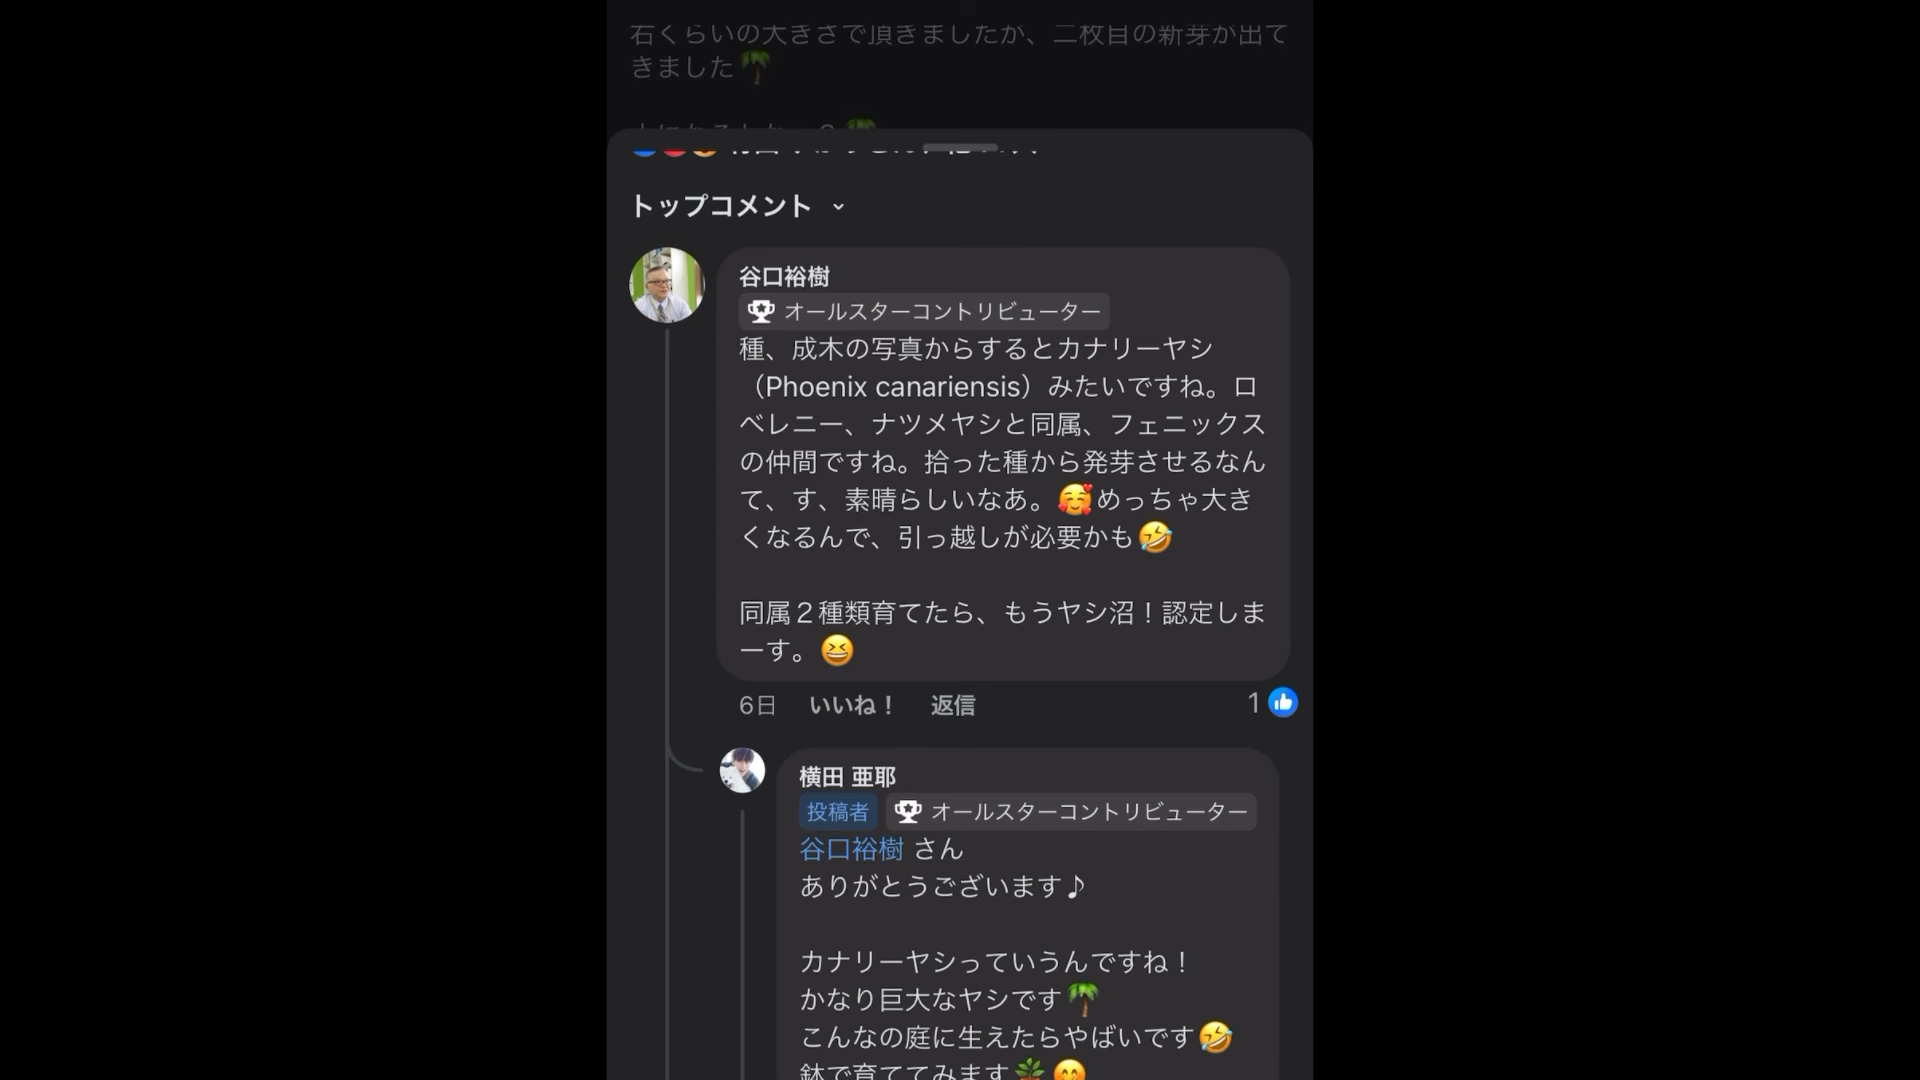 右くらいの大きさで頂きましたが、二枚目の新芽が出て
きました🌴
トップコメント
谷口裕樹
オールスターコントリビューター
種、成木の写真からするとカナリーヤシ
（Phoenix canariensis）みたいですね。ロ
ベレニー、ナツメヤシと同属、フェニックス
の仲間ですね。拾った種から発芽させるなん
て、す、素晴らしいなあ。🥰めっちゃ大き
くなるんで、引っ越しが必要かも🤣
同属２種類育てたら、もうヤシ沼！認定しま
ーす。😆
6日 いいね！ 返信 1
横田 亜耶
投稿者 オールスターコントリビューター
谷口裕樹 さん
ありがとうございます♪
カナリーヤシっていうんですね！
かなり巨大なヤシです🌴
こんなの庭に生えたらやばいです🤣
鉢で育ててみます🌱😊